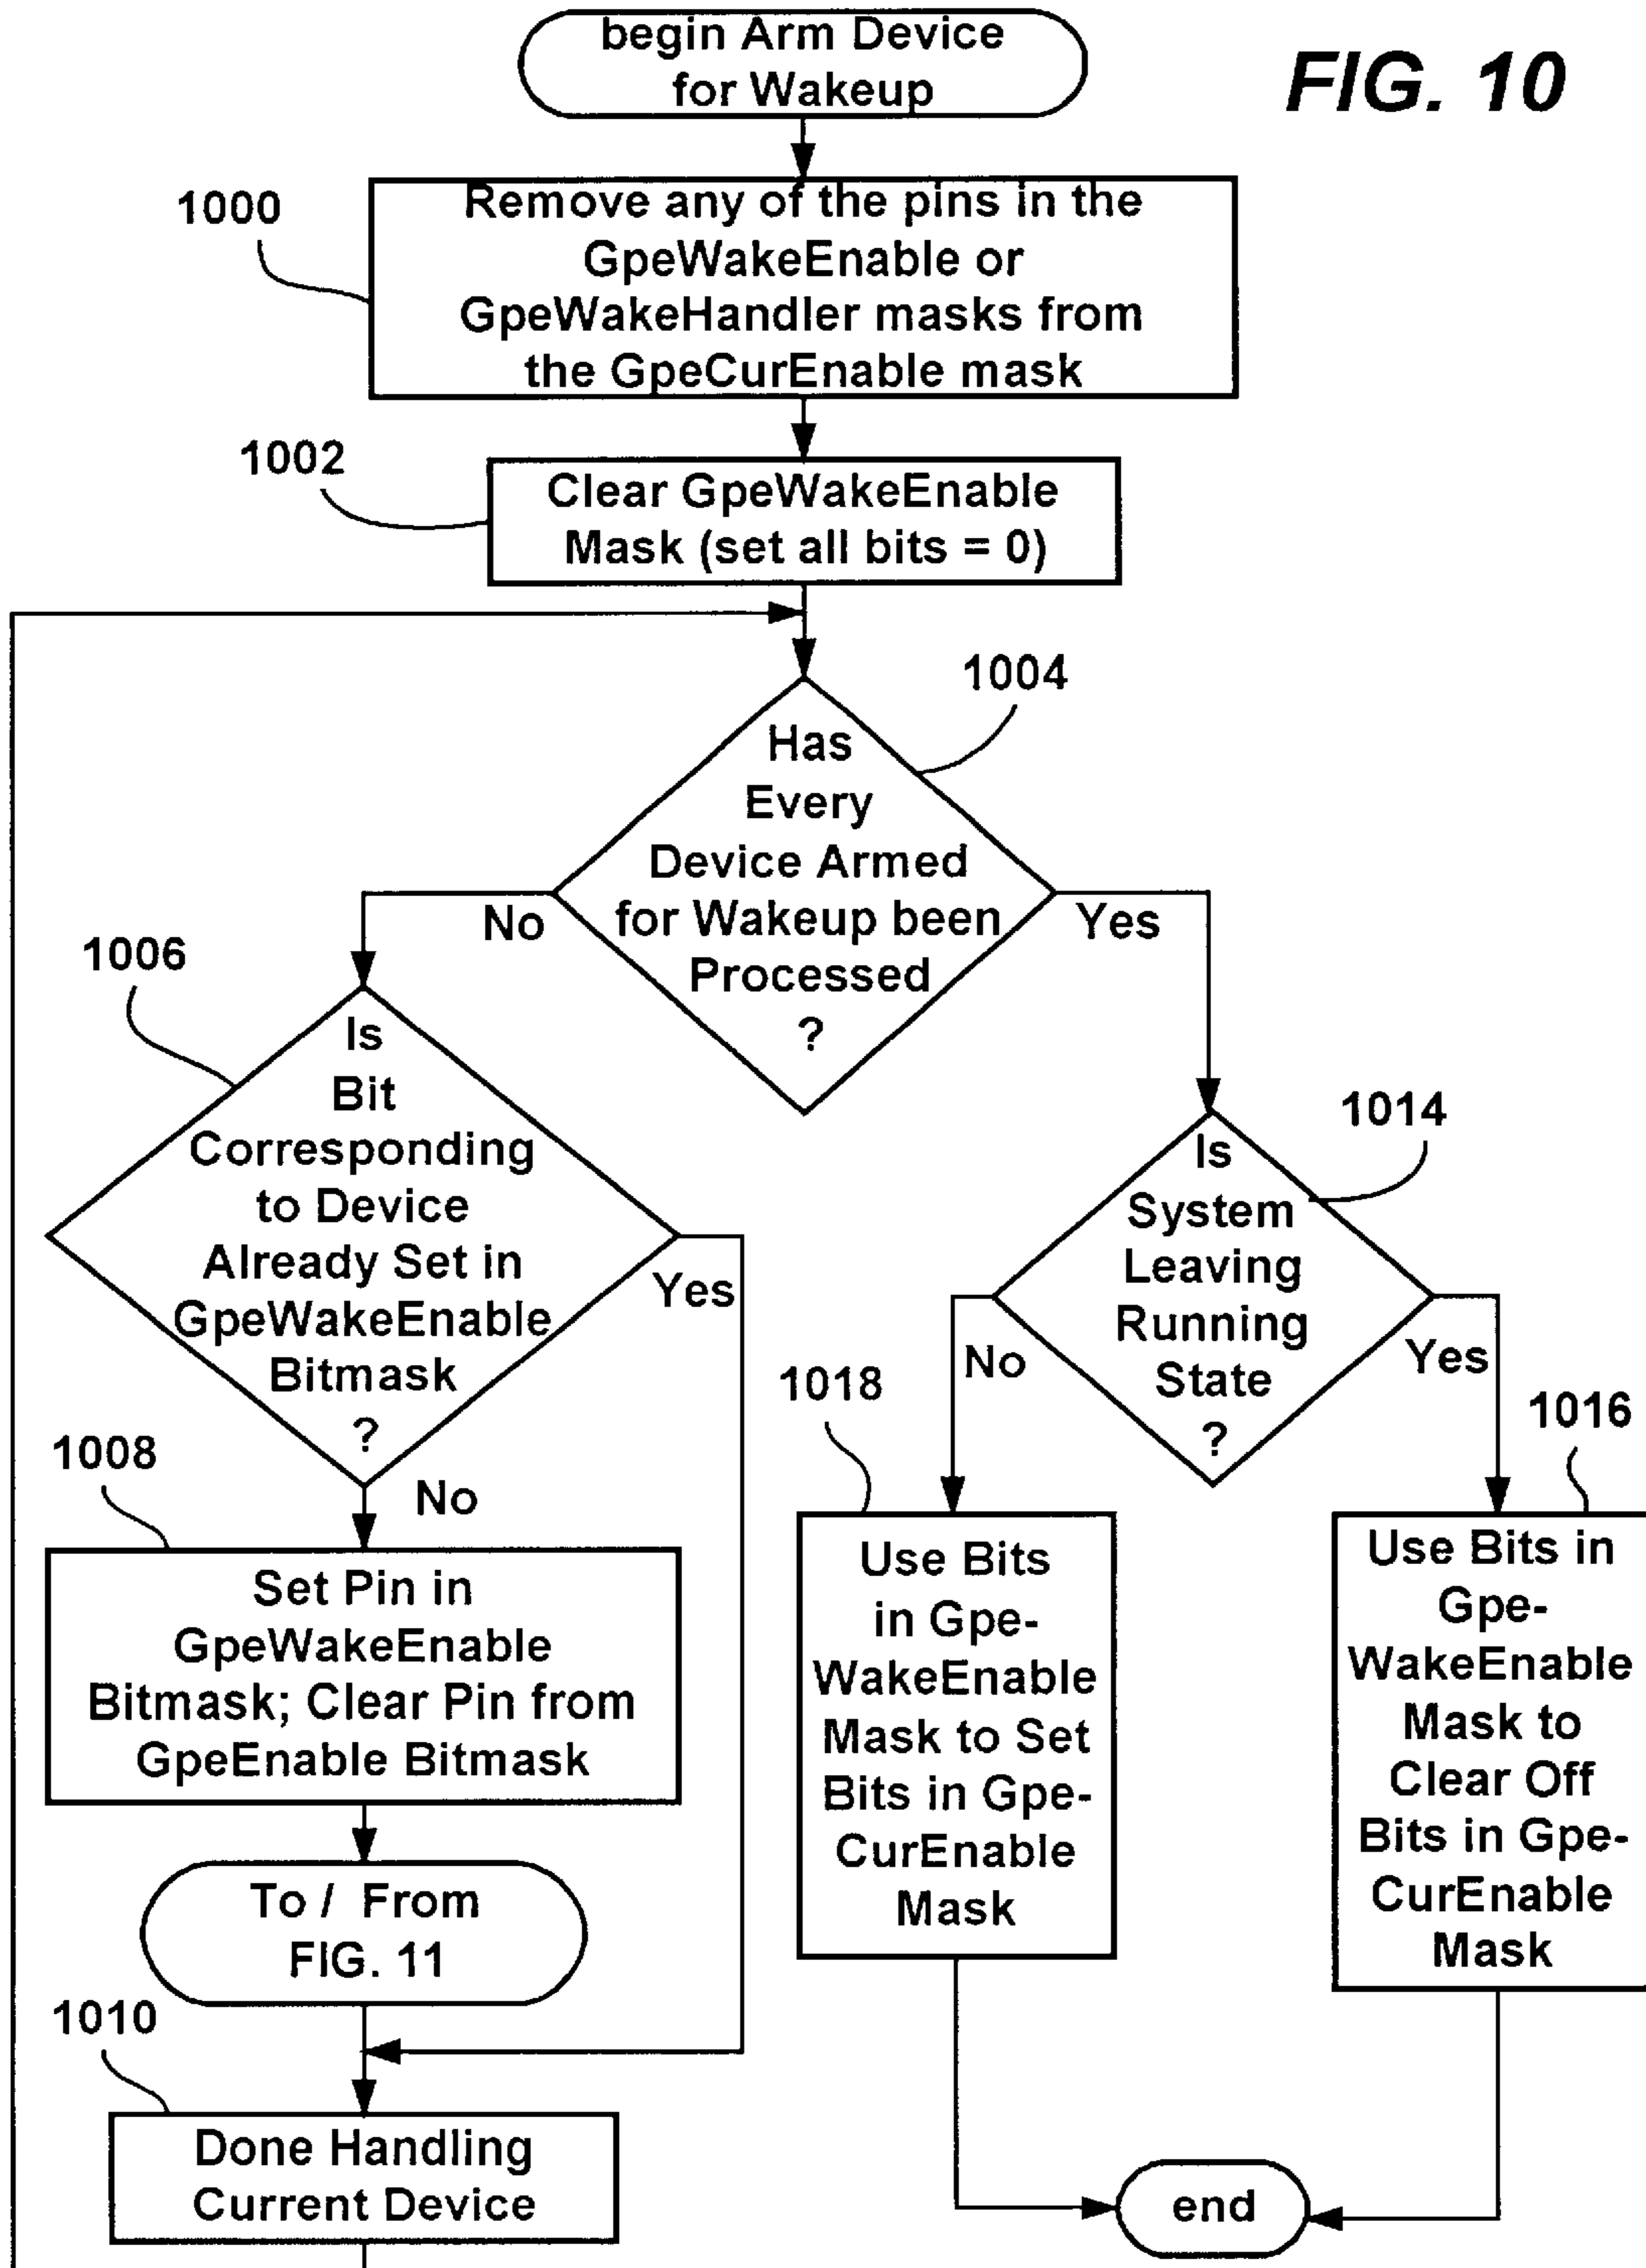 begin Arm Device
for Wakeup
FIG. 10
1000
Remove any of the pins in the
GpeWakeEnable or
GpeWakeHandler masks from
the GpeCurEnable mask
1002
Clear GpeWakeEnable
Mask (set all bits = 0)
1004
Has
Every
Device Armed
for Wakeup been
Processed
?
No
Yes
1006
Is
Bit
Corresponding
to Device
Already Set in
GpeWakeEnable
Bitmask
?
Yes
No
1014
Is
System
Leaving
Running
State
?
No
Yes
1008
Set Pin in
GpeWakeEnable
Bitmask; Clear Pin from
GpeEnable Bitmask
1018
Use Bits
in Gpe-
WakeEnable
Mask to Set
Bits in Gpe-
CurEnable
Mask
1016
Use Bits in
Gpe-
WakeEnable
Mask to
Clear Off
Bits in Gpe-
CurEnable
Mask
To / From
FIG. 11
1010
Done Handling
Current Device
end